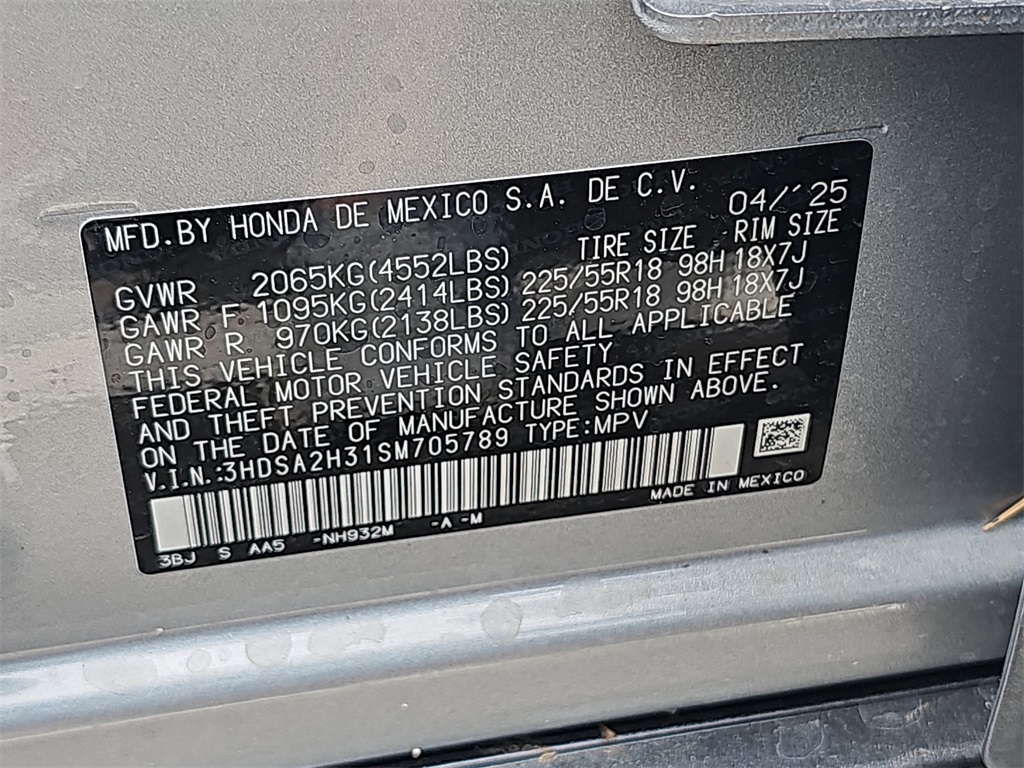 MFD.BY HONDA DE MEXICO S.A. DE C.V. 04/'25
TIRE SIZE RIM SIZE
GVWR 2065KG(4552LBS)
GAWR F 1095KG(2414LBS) 225/55R18 98H 18X7J
GAWR R 970KG(2138LBS) 225/55R18 98H 18X7J
THIS VEHICLE CONFORMS TO ALL APPLICABLE
FEDERAL MOTOR VEHICLE SAFETY
AND THEFT PREVENTION STANDARDS IN EFFECT
ON THE DATE OF MANUFACTURE SHOWN ABOVE.
V.I.N.:3HDSA2H31SM705789 TYPE:MPV
MADE IN MEXICO
3BJ S AA5 -NH932M -A -M